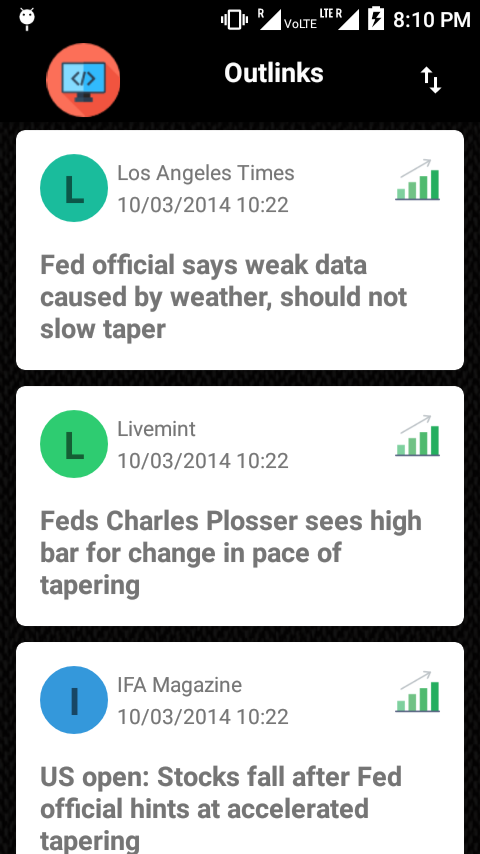 R VoLTE LTE R 8:10 PM
</>
Outlinks
L
Los Angeles Times
10/03/2014 10:22
Fed official says weak data
caused by weather, should not
slow taper
L
Livemint
10/03/2014 10:22
Feds Charles Plosser sees high
bar for change in pace of
tapering
I
IFA Magazine
10/03/2014 10:22
US open: Stocks fall after Fed
official hints at accelerated
tapering